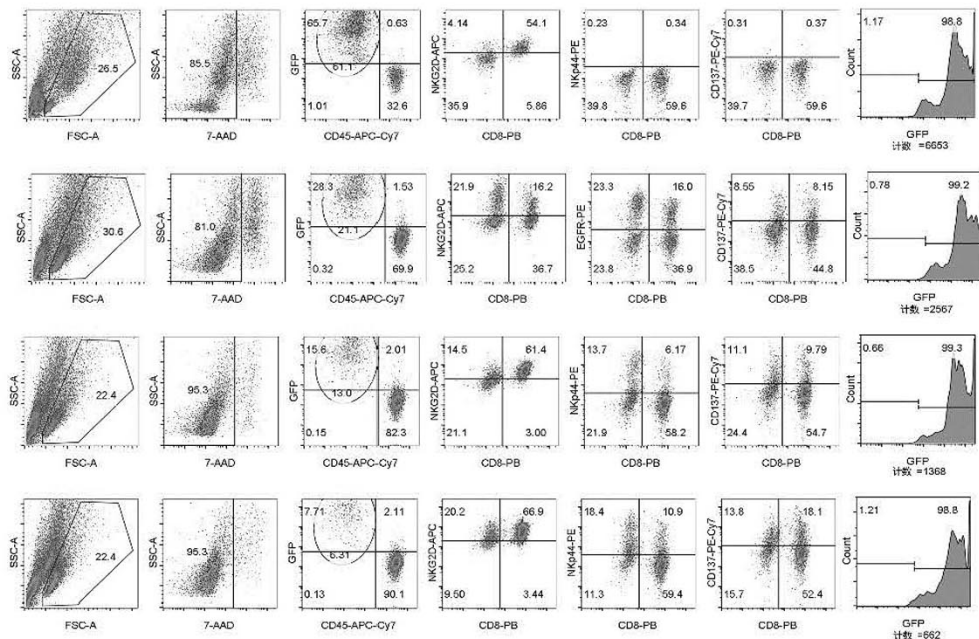 SSC-A
26.5
FSC-A
SSC-A
85.5
7-AAD
GFP
65.7
0.63
61.1
1.01
32.6
CD45-APC-Cy7
NKG2D-APC
4.14
54.1
35.9
5.86
CD8-PB
NKp44-PE
0.23
0.34
39.8
59.6
CD8-PB
CD137-PE-Cy7
0.31
0.37
39.7
59.6
CD8-PB
Count
1.17
98.8
GFP
计数 =6653
SSC-A
30.6
FSC-A
SSC-A
81.0
7-AAD
GFP
28.3
1.53
21.1
0.32
69.9
CD45-APC-Cy7
NKG2D-APC
21.9
16.2
25.2
36.7
CD8-PB
EGFR-PE
23.3
16.0
23.8
36.9
CD8-PB
CD137-PE-Cy7
8.55
8.15
38.5
44.8
CD8-PB
Count
0.78
99.2
GFP
计数 =2567
SSC-A
22.4
FSC-A
SSC-A
95.3
7-AAD
GFP
15.6
2.01
13.0
0.15
82.3
CD45-APC-Cy7
NKG2D-APC
14.5
61.4
21.1
3.00
CD8-PB
NKp44-PE
13.7
6.17
21.9
58.2
CD8-PB
CD137-PE-Cy7
11.1
9.79
24.4
54.7
CD8-PB
Count
0.66
99.3
GFP
计数 =1368
SSC-A
22.4
FSC-A
SSC-A
95.3
7-AAD
GFP
7.71
2.11
6.31
0.13
90.1
CD45-APC-Cy7
NKG2D-APC
20.2
66.9
9.50
3.44
CD8-PB
NKp44-PE
18.4
10.9
11.3
59.4
CD8-PB
CD137-PE-Cy7
13.8
18.1
15.7
52.4
CD8-PB
Count
1.21
98.8
GFP
计数 =662